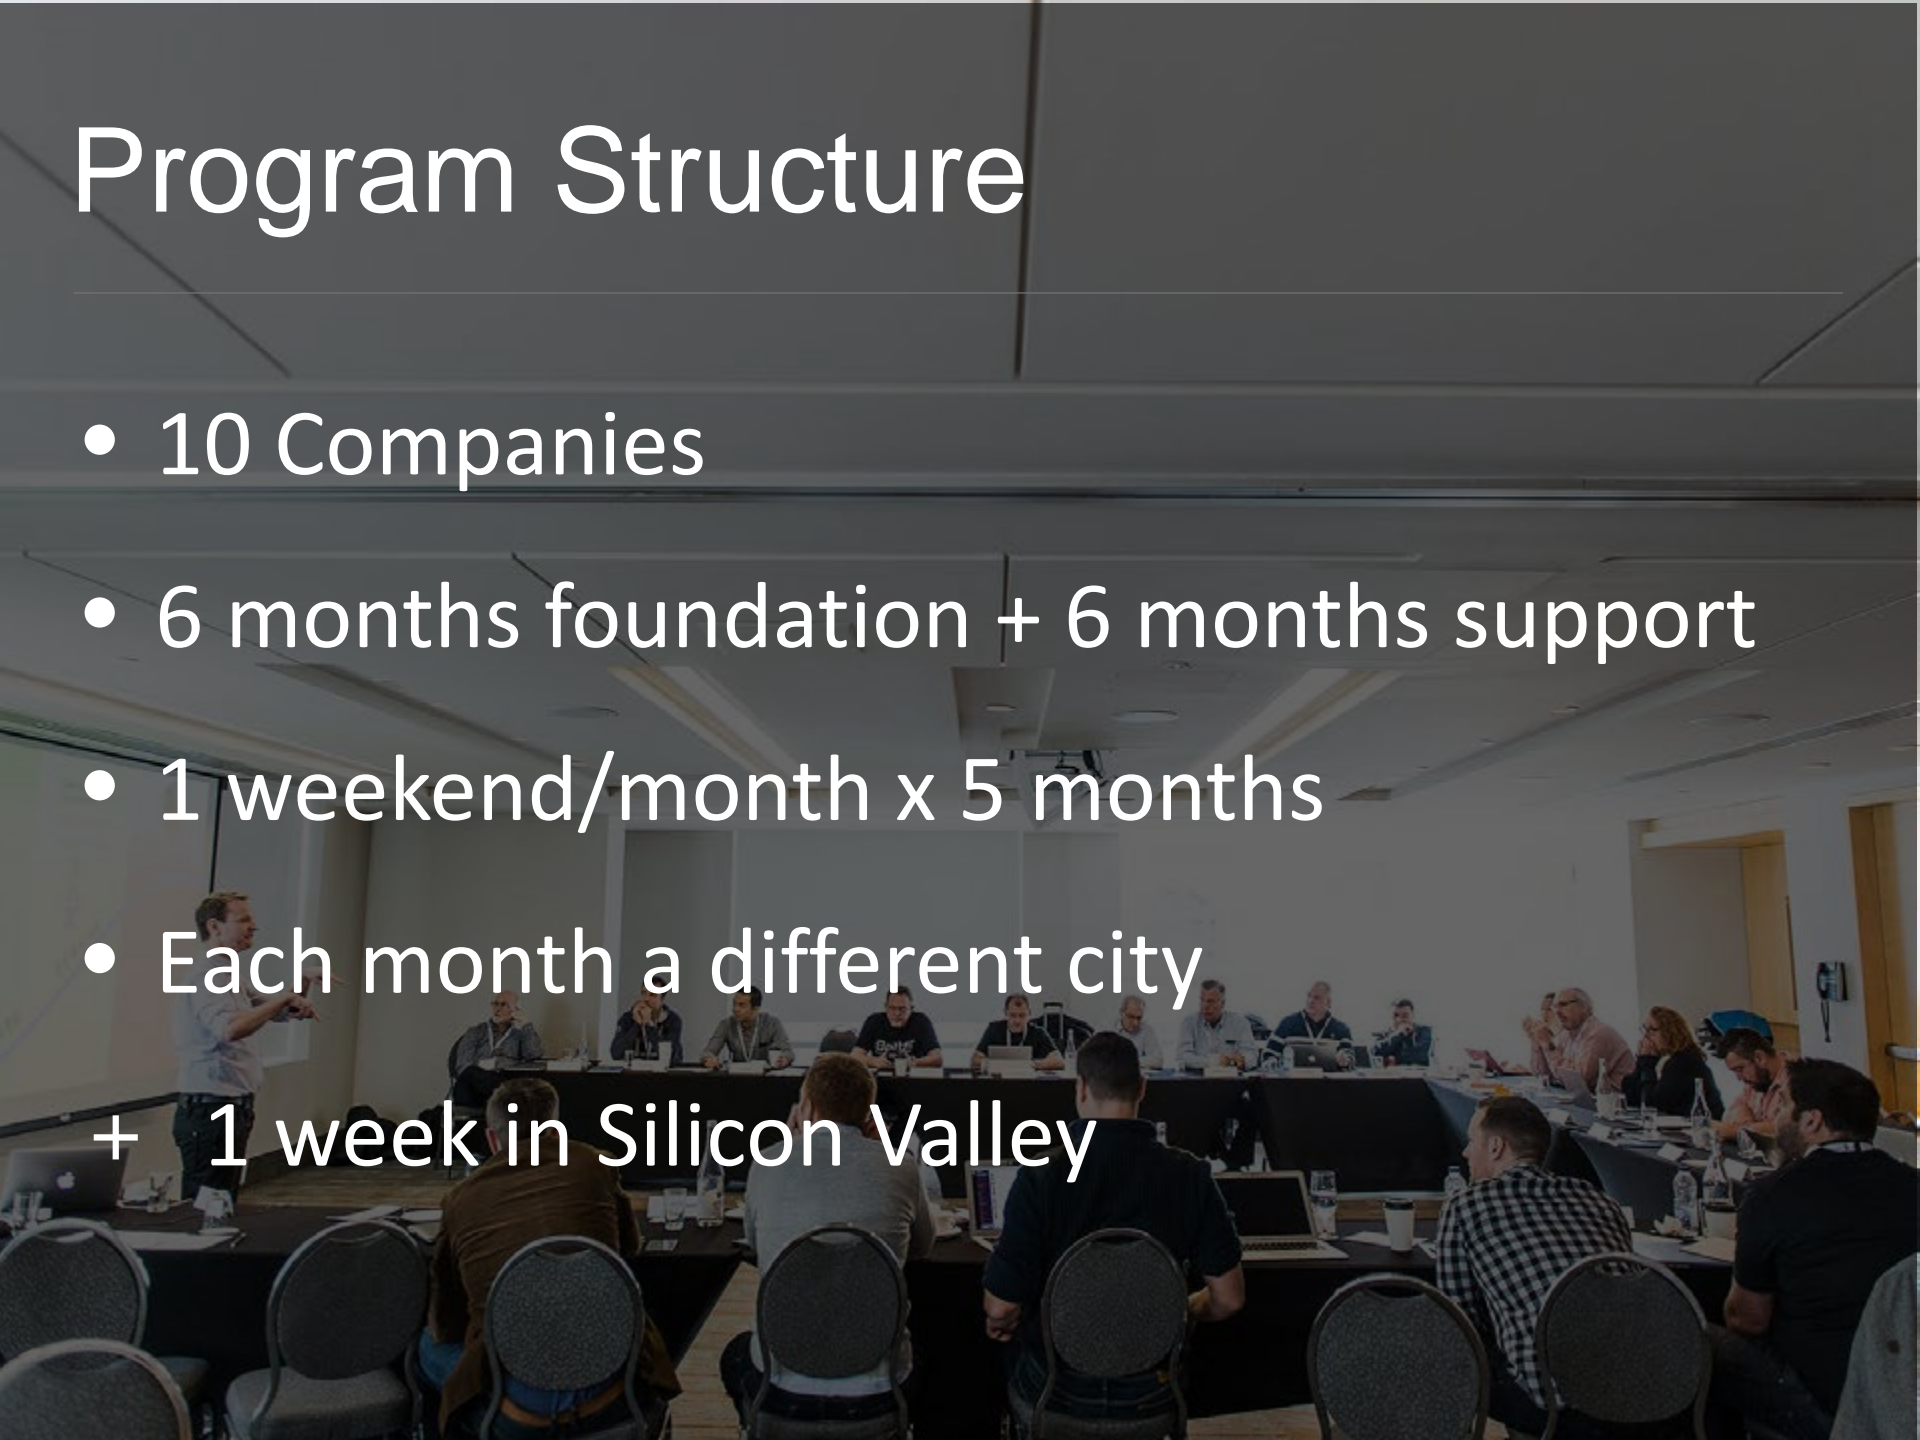 Program Structure
• 10 Companies
• 6 months foundation + 6 months support
• 1 weekend/month x 5 months
• Each month a different city
+ 1 week in Silicon Valley